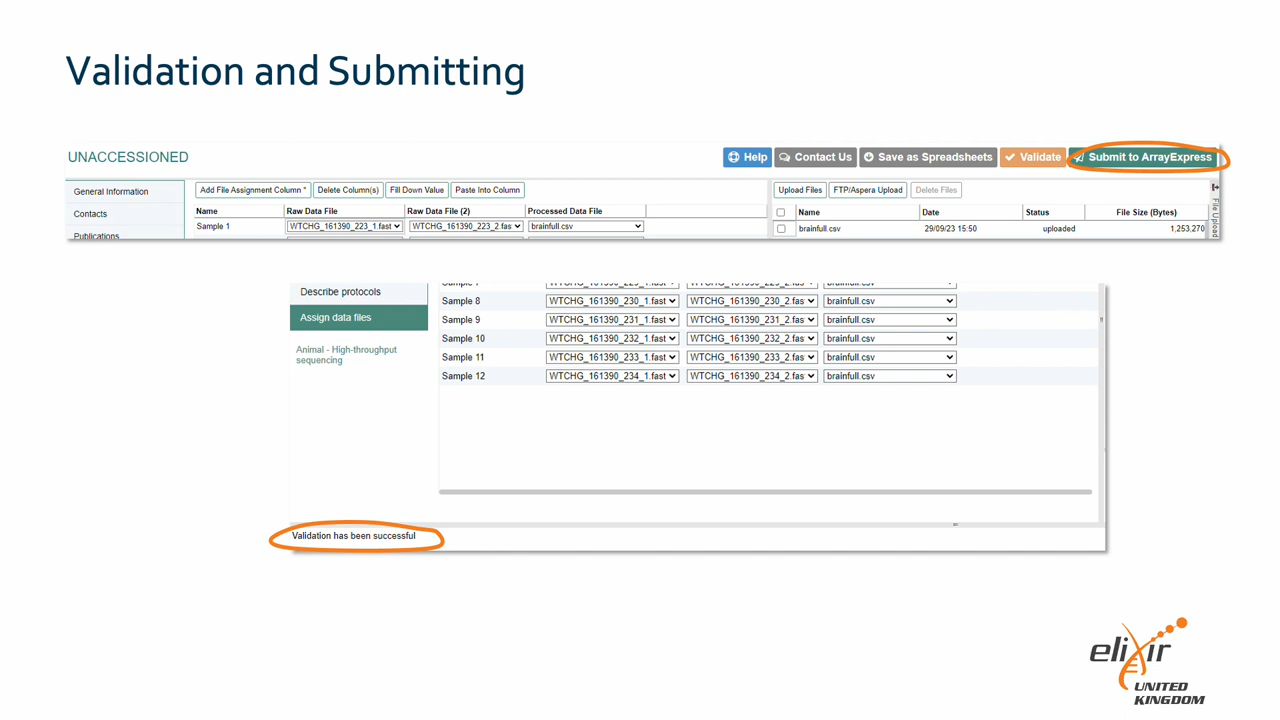 Validation and Submitting
UNACCESSIONED
Help Contact Us Save as Spreadsheets Validate Submit to ArrayExpress
General Information
Contacts
Publications
Add File Assignment Column * Delete Column(s) Fill Down Value Paste Into Column
Name Raw Data File Raw Data File (2) Processed Data File
Sample 1 WTCHG_161390_223_1.fast WTCHG_161390_223_2.fas brainfull.csv
Upload Files FTP/Aspera Upload Delete Files
Name Date Status File Size (Bytes)
brainfull.csv 29/09/23 15:50 uploaded 1,253,270
File Upload
Describe protocols
Assign data files
Animal - High-throughput
sequencing
Sample 8 WTCHG_161390_230_1.fast WTCHG_161390_230_2.fas brainfull.csv
Sample 9 WTCHG_161390_231_1.fast WTCHG_161390_231_2.fas brainfull.csv
Sample 10 WTCHG_161390_232_1.fast WTCHG_161390_232_2.fas brainfull.csv
Sample 11 WTCHG_161390_233_1.fast WTCHG_161390_233_2.fas brainfull.csv
Sample 12 WTCHG_161390_234_1.fast WTCHG_161390_234_2.fas brainfull.csv
Validation has been successful
elixir
UNITED
KINGDOM